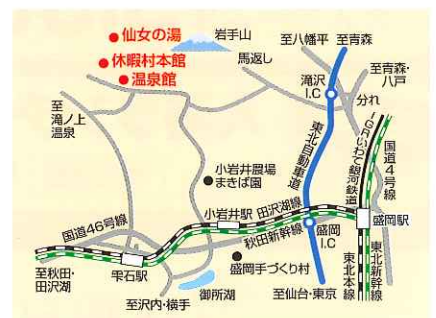 仙女の湯
岩手山
至八幡平
至青森
休暇村本館
馬返し
温泉館
滝沢
I.C
至青森・
八戸
分れ
至
滝ノ上
温泉
東北自動車道
IGRいわて銀河鉄道
国道4号線
小岩井農場
まきば園
小岩井駅
田沢湖線
盛岡駅
国道46号線
秋田新幹線
盛岡
I.C
雫石駅
盛岡手づくり村
東北本線
東北新幹線
至秋田・
田沢湖
御所湖
至沢内・横手
至仙台・東京